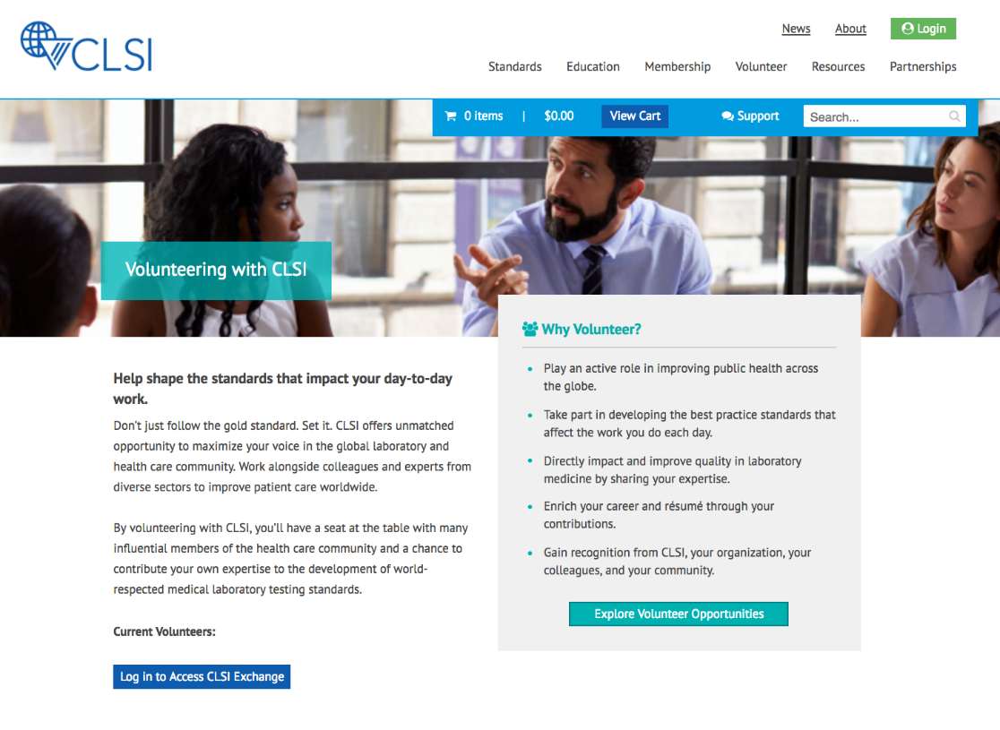 CLSI
News About Login
Standards Education Membership Volunteer Resources Partnerships
0 items | $0.00 View Cart Support Search...
Volunteering with CLSI
Help shape the standards that impact your day-to-day
work.
Don't just follow the gold standard. Set it. CLSI offers unmatched
opportunity to maximize your voice in the global laboratory and
health care community. Work alongside colleagues and experts from
diverse sectors to improve patient care worldwide.
By volunteering with CLSI, you'll have a seat at the table with many
influential members of the health care community and a chance to
contribute your own expertise to the development of world-
respected medical laboratory testing standards.
Current Volunteers:
Log in to Access CLSI Exchange
Why Volunteer?
• Play an active role in improving public health across
the globe.
• Take part in developing the best practice standards that
affect the work you do each day.
• Directly impact and improve quality in laboratory
medicine by sharing your expertise.
• Enrich your career and résumé through your
contributions.
• Gain recognition from CLSI, your organization, your
colleagues, and your community.
Explore Volunteer Opportunities